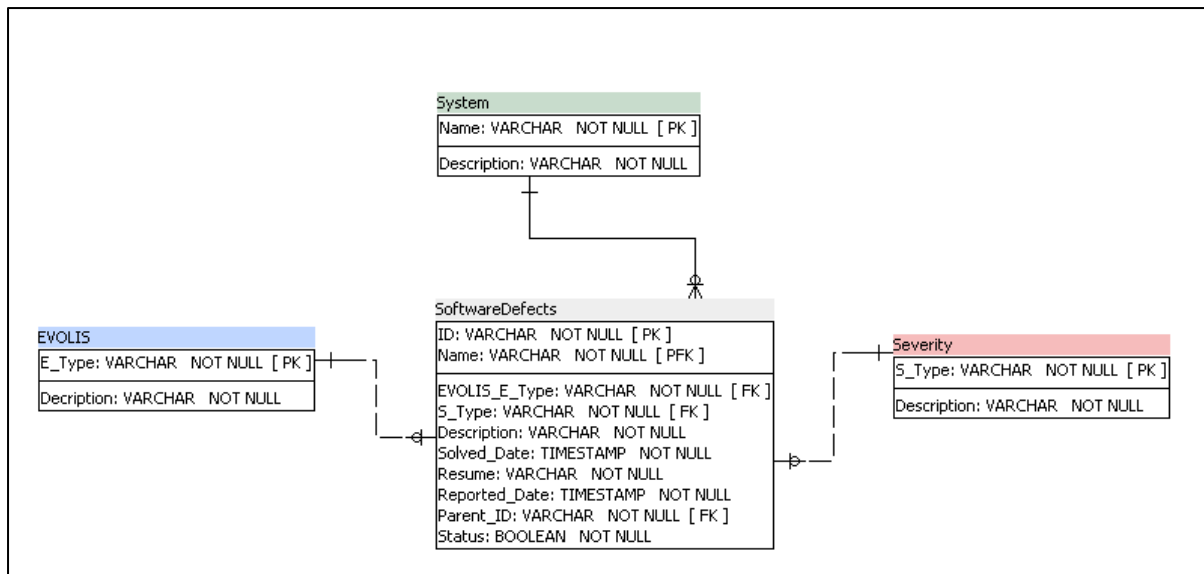 System
Name: VARCHAR NOT NULL [ PK ]
Description: VARCHAR NOT NULL
EVOLIS
E_Type: VARCHAR NOT NULL [ PK ]
Decription: VARCHAR NOT NULL
SoftwareDefects
ID: VARCHAR NOT NULL [ PK ]
Name: VARCHAR NOT NULL [ PFK ]
EVOLIS_E_Type: VARCHAR NOT NULL [ FK ]
S_Type: VARCHAR NOT NULL [ FK ]
Description: VARCHAR NOT NULL
Solved_Date: TIMESTAMP NOT NULL
Resume: VARCHAR NOT NULL
Reported_Date: TIMESTAMP NOT NULL
Parent_ID: VARCHAR NOT NULL [ FK ]
Status: BOOLEAN NOT NULL
Severity
S_Type: VARCHAR NOT NULL [ PK ]
Description: VARCHAR NOT NULL